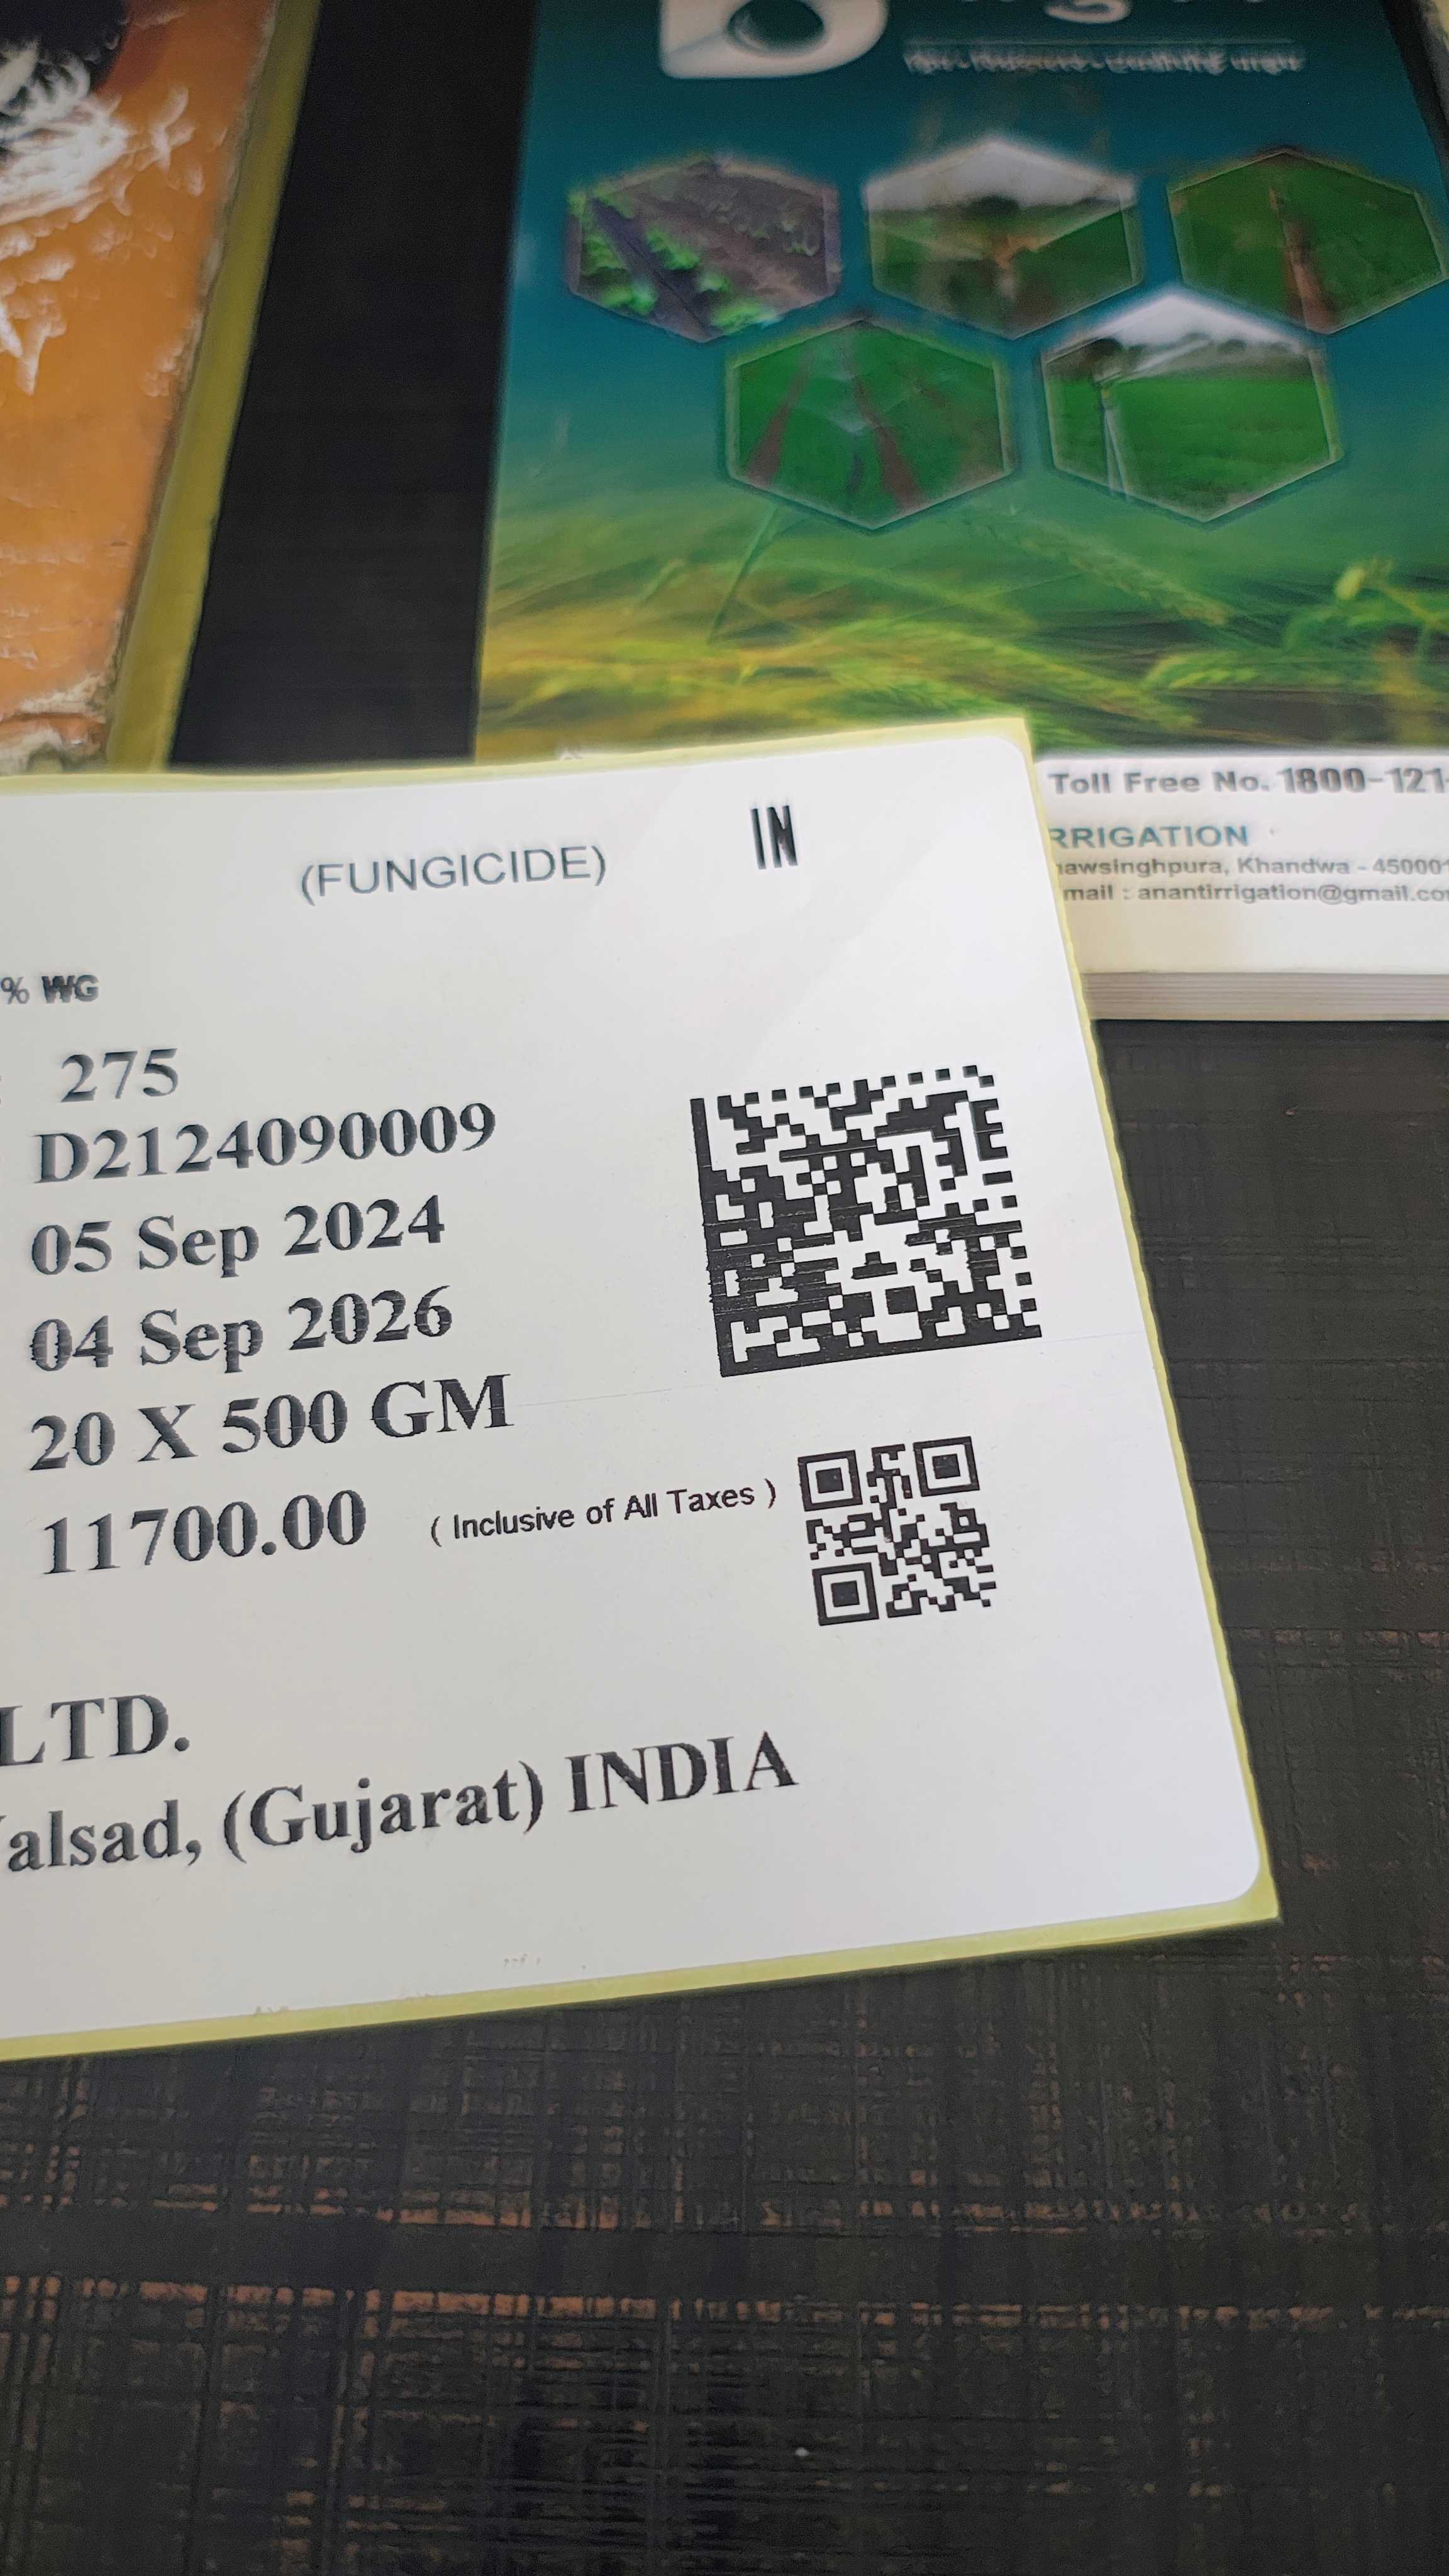 Toll Free No. 1800-121-
RRIGATION
awsinghpura, Khandwa - 45000
mail : anantirrigation@gmail.co
(FUNGICIDE)
IN
% WG
275
D2124090009
05 Sep 2024
04 Sep 2026
20 X 500 GM
11700.00 ( Inclusive of All Taxes )
LTD.
alsad, (Gujarat) INDIA